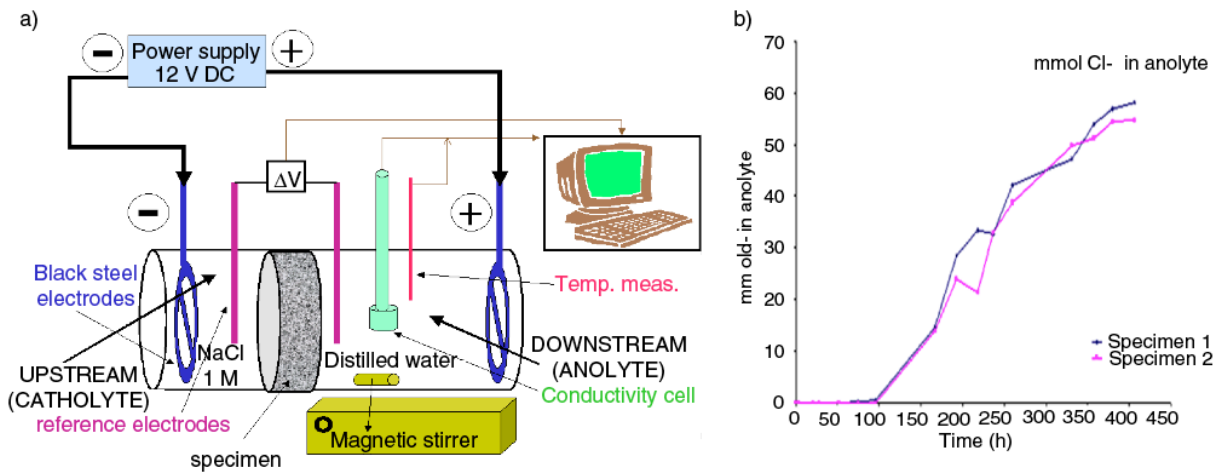 a)
−
Power supply
12 V DC
+
ΔV
−
+
Black steel
electrodes
Temp. meas.
NaCl
1 M
Distilled water
DOWNSTREAM
(ANOLYTE)
UPSTREAM
(CATHOLYTE)
Conductivity cell
reference electrodes
Magnetic stirrer
specimen
b)
70
60
50
40
30
20
10
0
mm old- in anolyte
mmol Cl- in anolyte
Specimen 1
Specimen 2
0 50 100 150 200 250 300 350 400 450
Time (h)